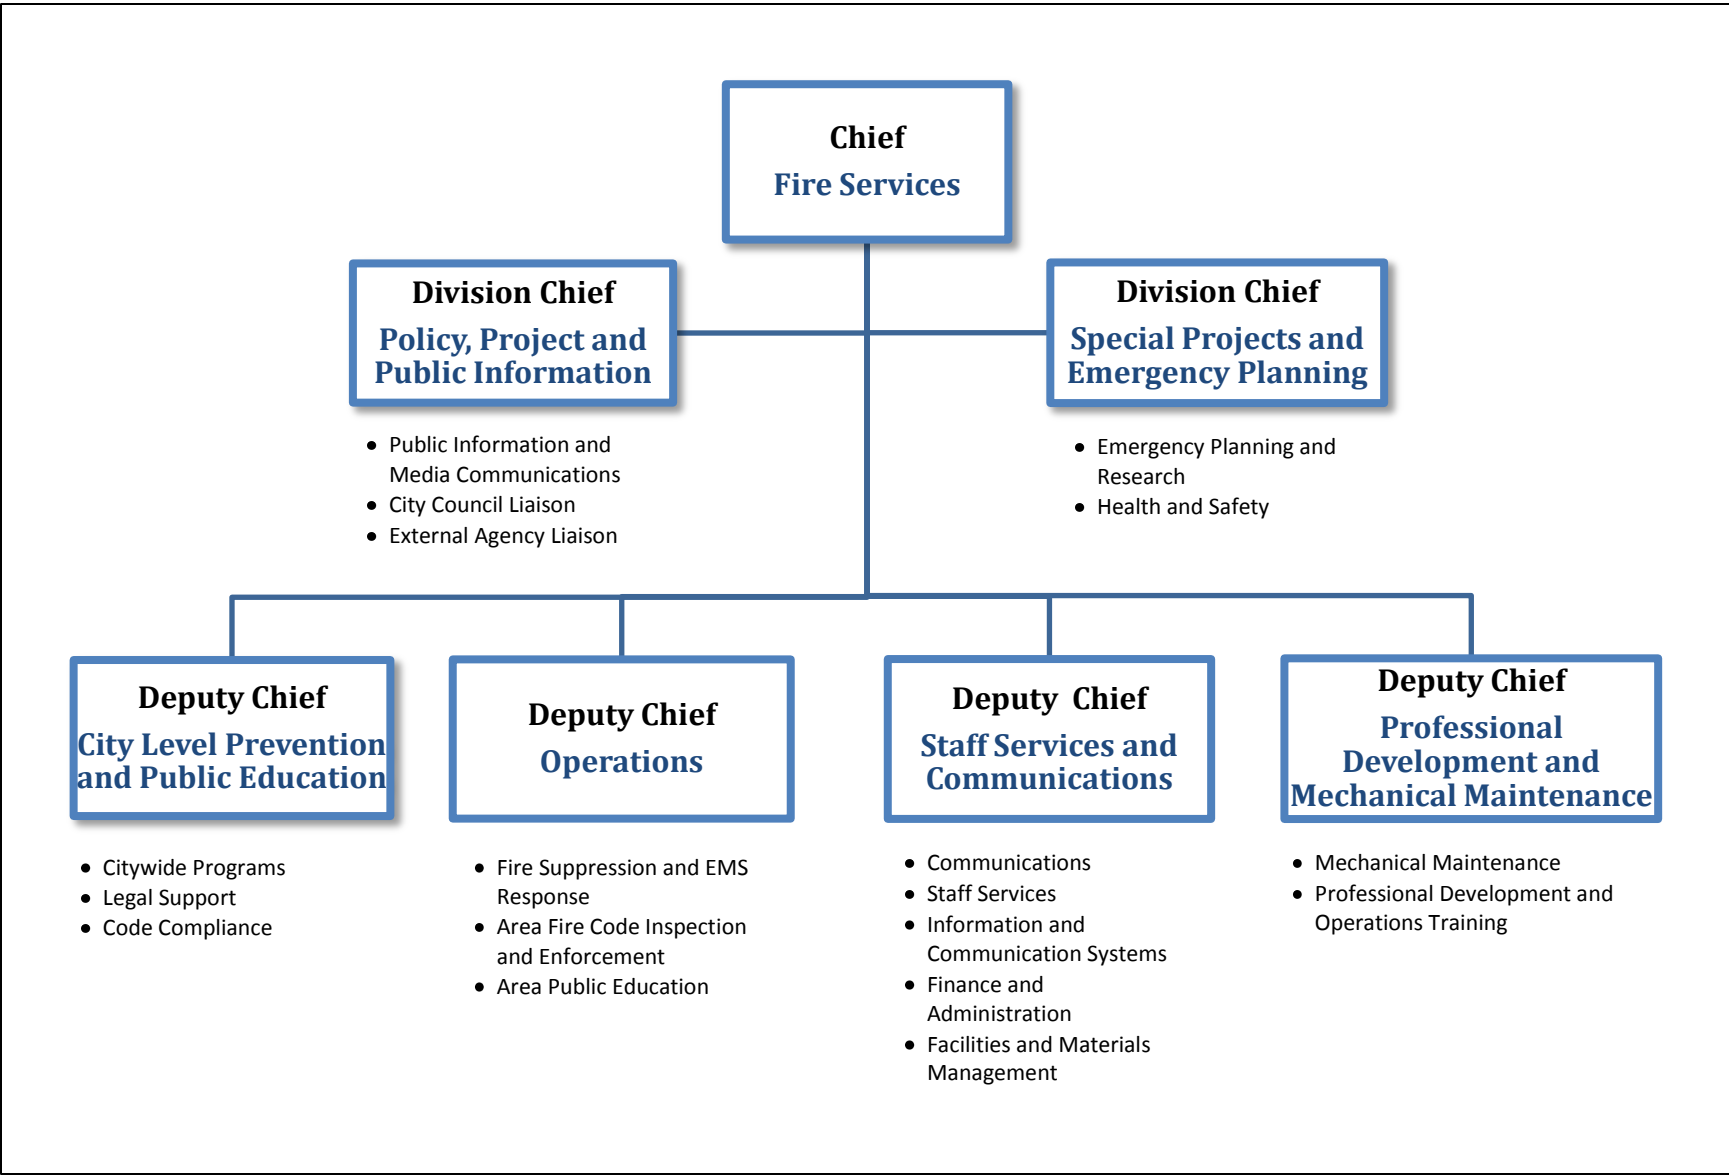 Chief
Fire Services
Division Chief
Policy, Project and
Public Information
Division Chief
Special Projects and
Emergency Planning
• Public Information and
Media Communications
• City Council Liaison
• External Agency Liaison
• Emergency Planning and
Research
• Health and Safety
Deputy Chief
City Level Prevention
and Public Education
Deputy Chief
Operations
Deputy Chief
Staff Services and
Communications
Deputy Chief
Professional
Development and
Mechanical Maintenance
• Citywide Programs
• Legal Support
• Code Compliance
• Fire Suppression and EMS
Response
• Area Fire Code Inspection
and Enforcement
• Area Public Education
• Communications
• Staff Services
• Information and
Communication Systems
• Finance and
Administration
• Facilities and Materials
Management
• Mechanical Maintenance
• Professional Development and
Operations Training